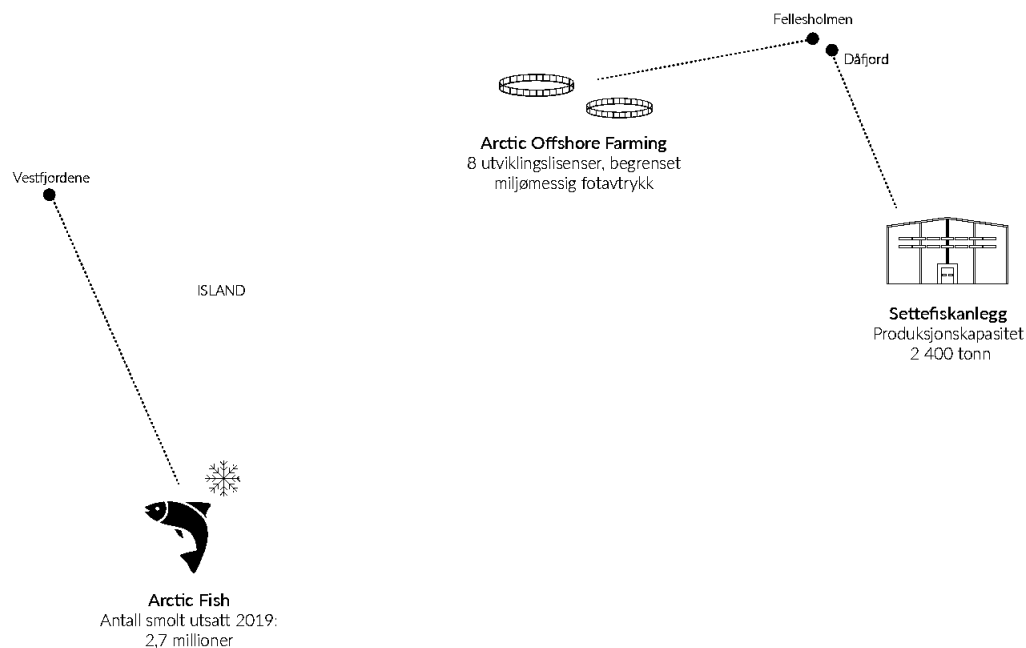 Fellesholmen
Dåfjord
Arctic Offshore Farming
8 utviklingslisenser, begrenset
miljømessig fotavtrykk
Vestfjordene
ISLAND
Settefiskanlegg
Produksjonskapasitet
2 400 tonn
Arctic Fish
Antall smolt utsatt 2019:
2,7 millioner